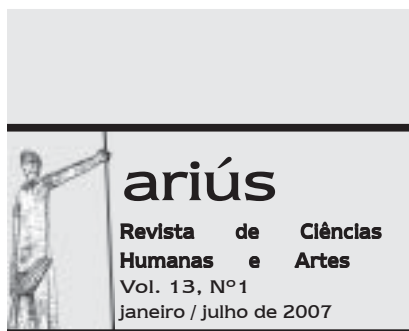 ariús
Revista de Ciências
Humanas e Artes
Vol. 13, Nº1
janeiro / julho de 2007